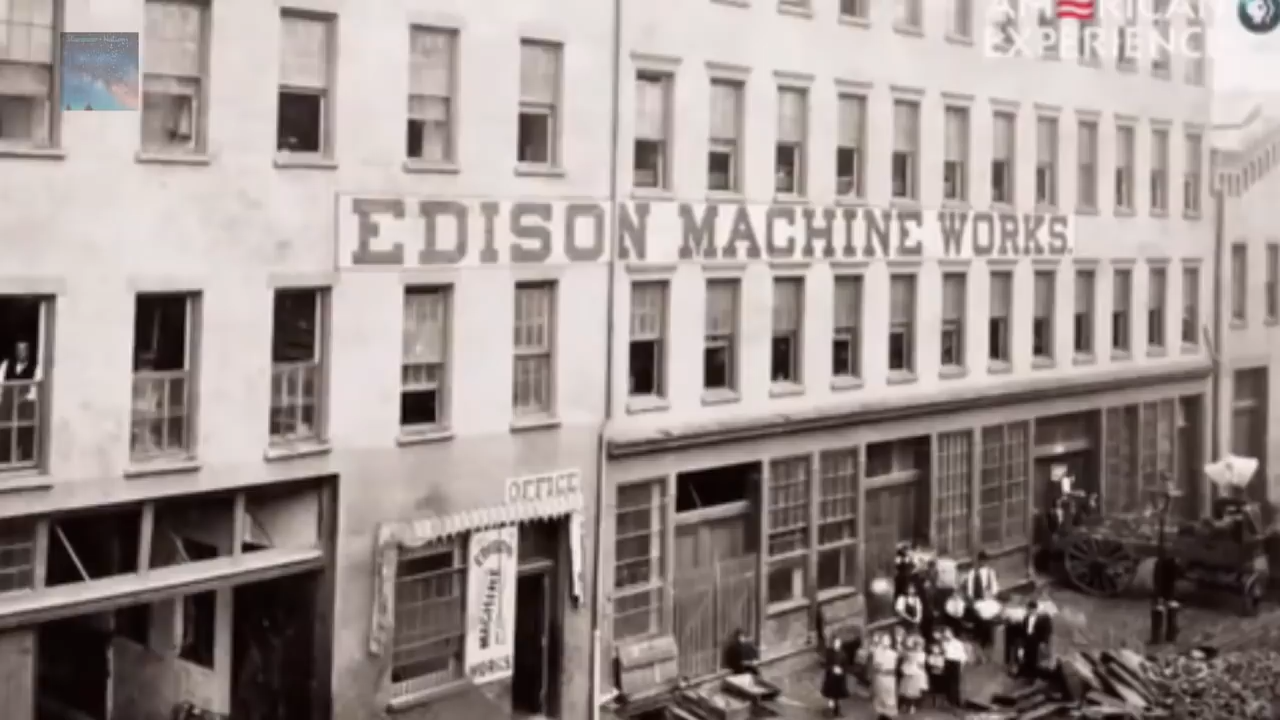 AMERICAN
EXPERIENCE
EDISON MACHINE WORKS.
OFFICE
EDISON
MACHINE
WORKS